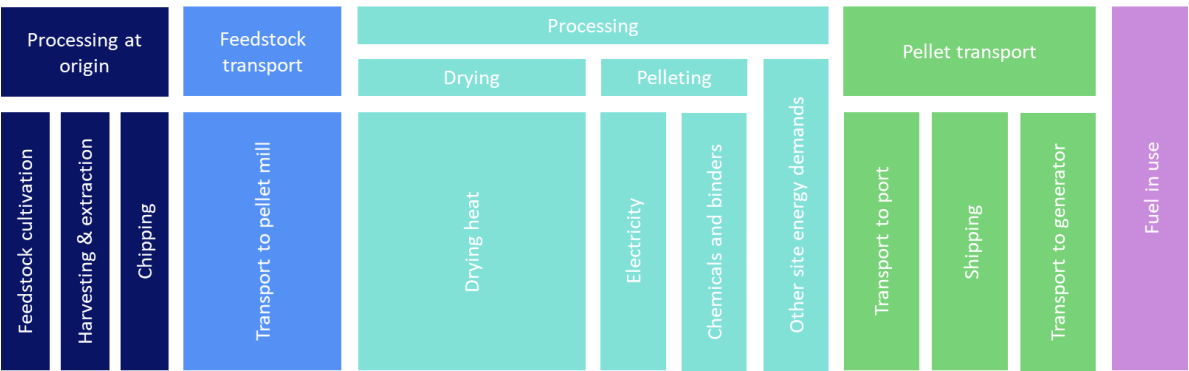 Processing at
origin
Feedstock
transport
Processing
Drying
Pelleting
Pellet transport
Feedstock cultivation
Harvesting & extraction
Chipping
Transport to pellet mill
Drying heat
Electricity
Chemicals and binders
Other site energy demands
Transport to port
Shipping
Transport to generator
Fuel in use